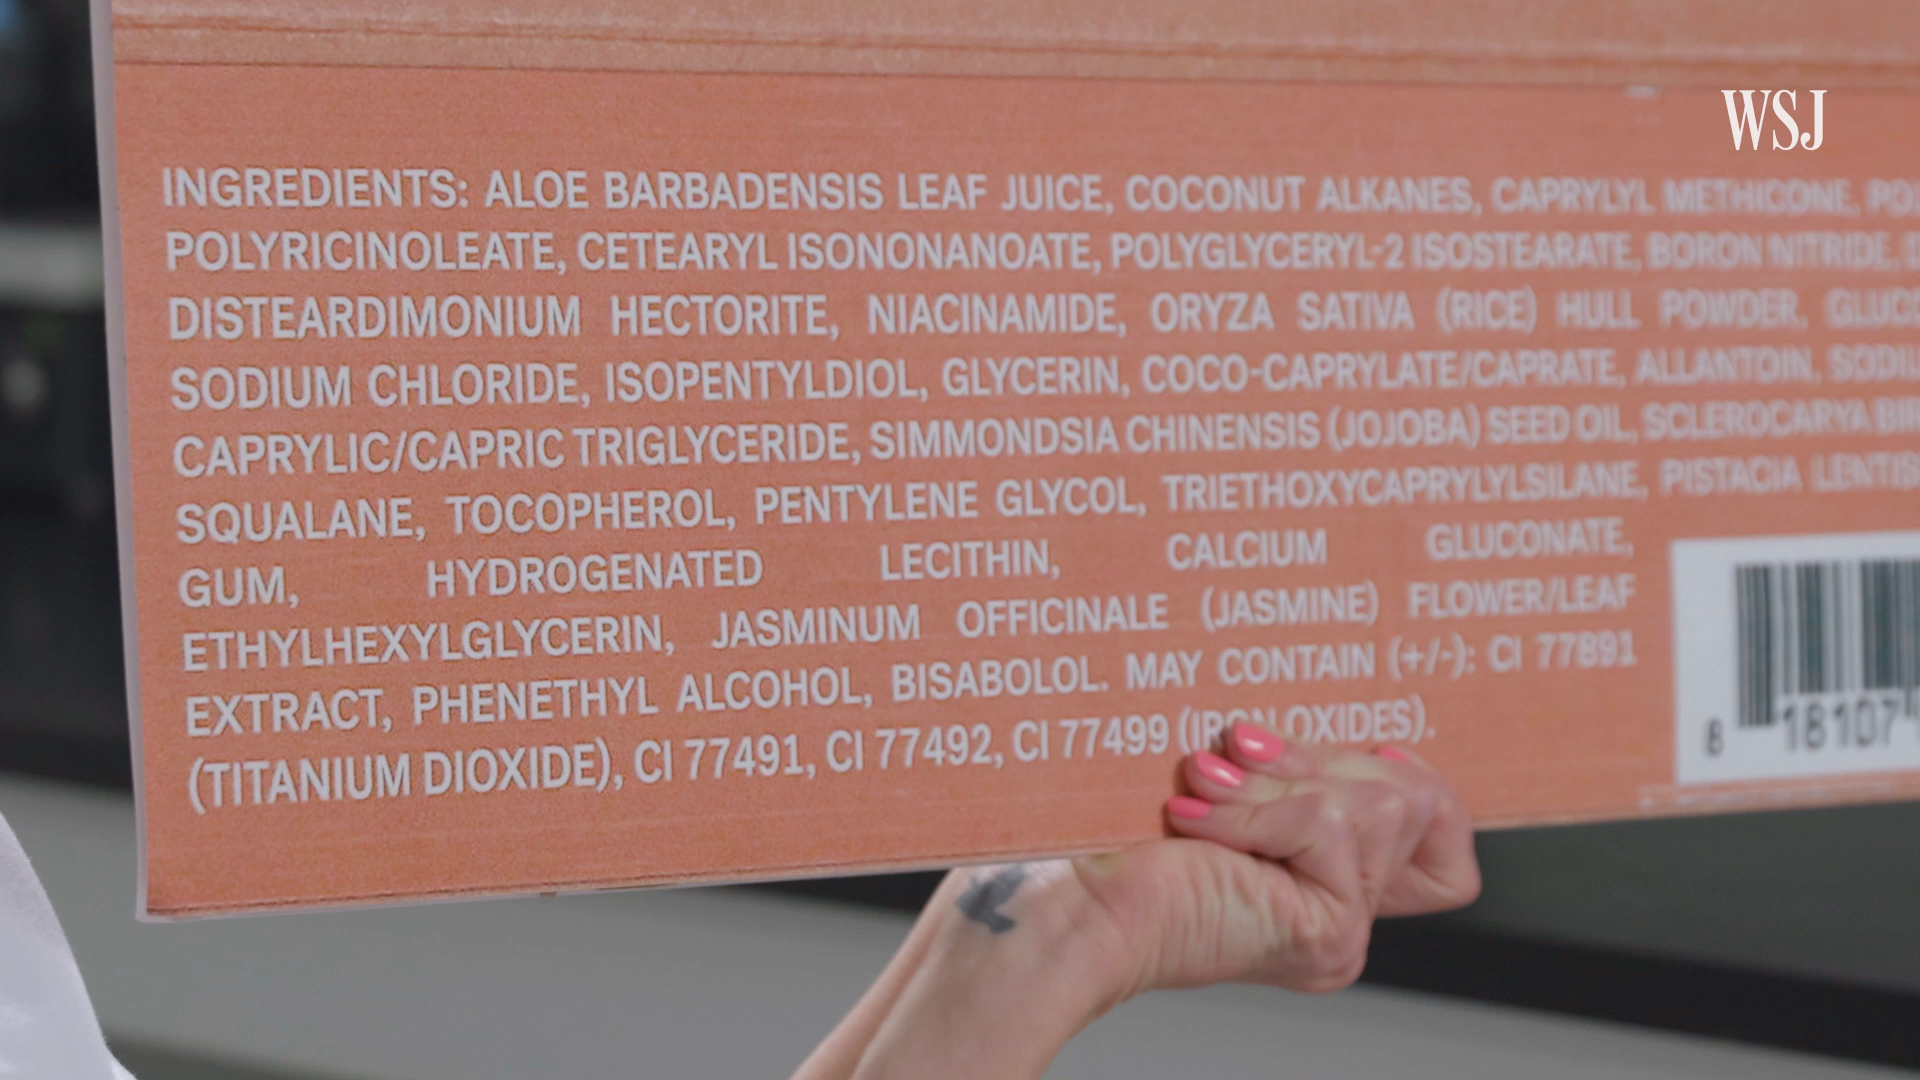 WSJ
INGREDIENTS: ALOE BARBADENSIS LEAF JUICE, COCONUT ALKANES, CAPRYLYL METHICONE,
POLYRICINOLEATE, CETEARYL ISONONANOATE, POLYGLYCERYL-2 ISOSTEARATE, BORON NITRIDE,
DISTEARDIMONIUM HECTORITE, NIACINAMIDE, ORYZA SATIVA (RICE) HULL POWDER,
SODIUM CHLORIDE, ISOPENTYLDIOL, GLYCERIN, COCO-CAPRYLATE/CAPRATE, ALLANTOIN,
CAPRYLIC/CAPRIC TRIGLYCERIDE, SIMMONDSIA CHINENSIS (JOJOBA) SEED OIL, SCLEROCARYA
SQUALANE, TOCOPHEROL, PENTYLENE GLYCOL, TRIETHOXYCAPRYLYLSILANE, PISTACIA
GUM, HYDROGENATED LECITHIN, CALCIUM GLUCONATE,
ETHYLHEXYLGLYCERIN, JASMINUM OFFICINALE (JASMINE) FLOWER/LEAF
EXTRACT, PHENETHYL ALCOHOL, BISABOLOL. MAY CONTAIN (+/-): CI 77891
(TITANIUM DIOXIDE), CI 77491, CI 77492, CI 77499 (IRON OXIDES).
8 18107